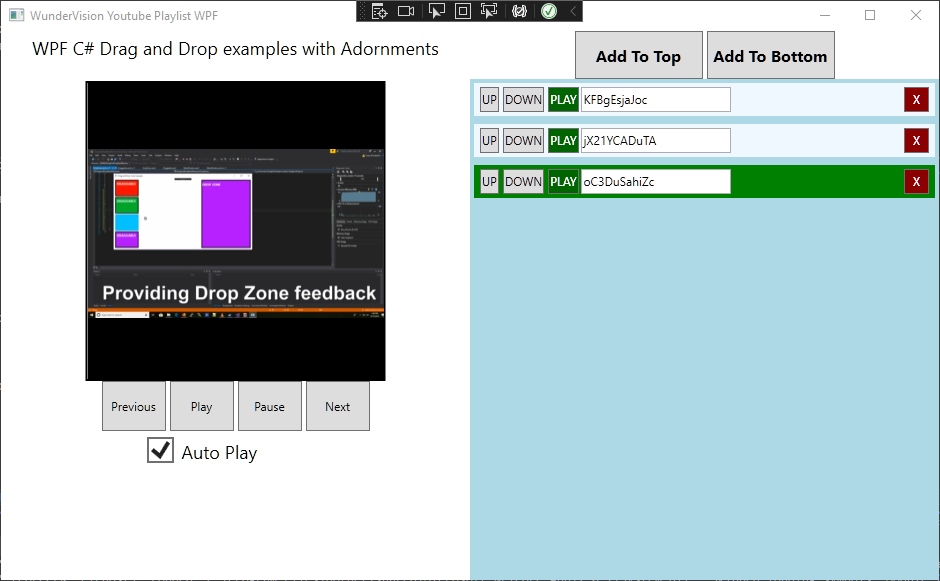 WunderVision Youtube Playlist WPF
WPF C# Drag and Drop examples with Adornments
Add To Top Add To Bottom
UP DOWN PLAY KFBgEsjaJoc X
UP DOWN PLAY jX21YCADuTA X
UP DOWN PLAY oC3DuSahiZc X
DROP ZONE
Providing Drop Zone feedback
Previous Play Pause Next
Auto Play